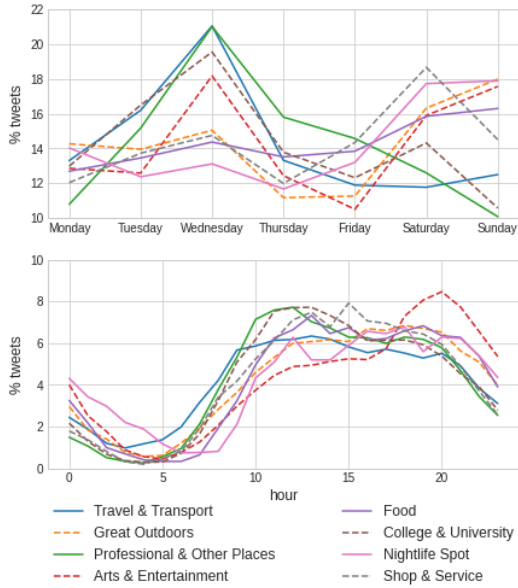 22
20
18
16
14
12
10
% tweets
Monday Tuesday Wednesday Thursday Friday Saturday Sunday
10
8
6
4
2
0
% tweets
0 5 10 15 20
hour
Travel & Transport
Great Outdoors
Professional & Other Places
Arts & Entertainment
Food
College & University
Nightlife Spot
Shop & Service